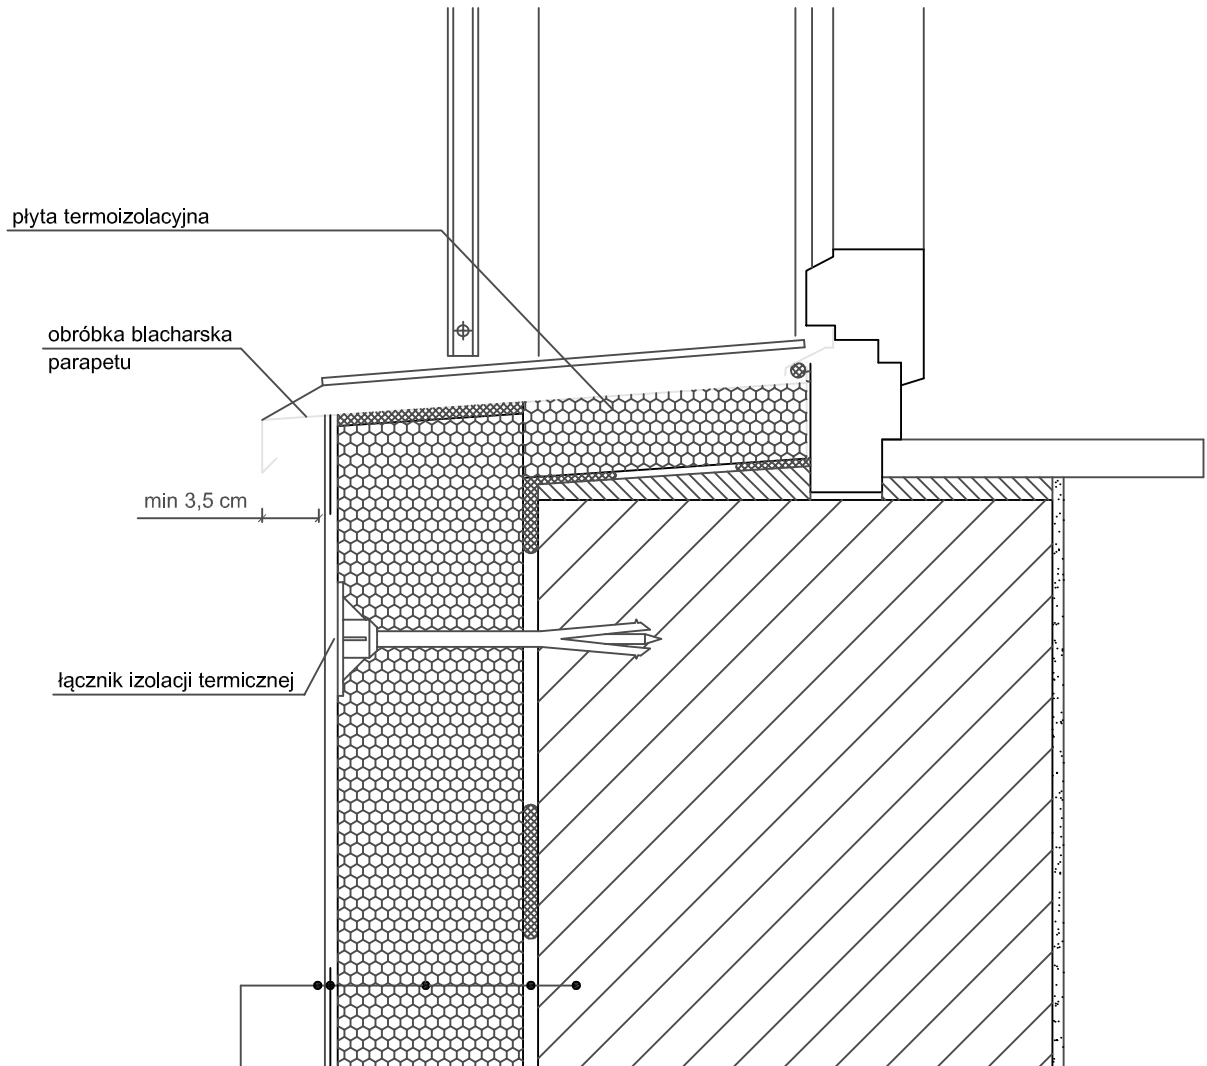 płyta termoizolacyjna
obróbka blacharska
parapetu
min 3,5 cm
łącznik izolacji termicznej